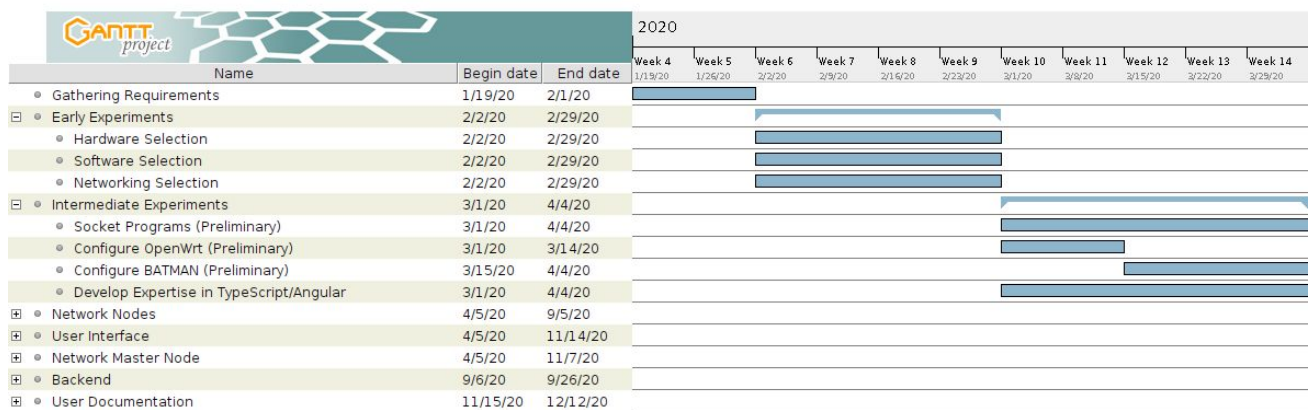 GANTT
project
2020
Week 4 Week 5 Week 6 Week 7 Week 8 Week 9 Week 10 Week 11 Week 12 Week 13 Week 14
Name Begin date End date 1/19/20 1/26/20 2/2/20 2/9/20 2/16/20 2/23/20 3/1/20 3/8/20 3/15/20 3/22/20 3/29/20
Gathering Requirements 1/19/20 2/1/20
Early Experiments 2/2/20 2/29/20
Hardware Selection 2/2/20 2/29/20
Software Selection 2/2/20 2/29/20
Networking Selection 2/2/20 2/29/20
Intermediate Experiments 3/1/20 4/4/20
Socket Programs (Preliminary) 3/1/20 4/4/20
Configure OpenWrt (Preliminary) 3/1/20 3/14/20
Configure BATMAN (Preliminary) 3/15/20 4/4/20
Develop Expertise in TypeScript/Angular 3/1/20 4/4/20
Network Nodes 4/5/20 9/5/20
User Interface 4/5/20 11/14/20
Network Master Node 4/5/20 11/7/20
Backend 9/6/20 9/26/20
User Documentation 11/15/20 12/12/20